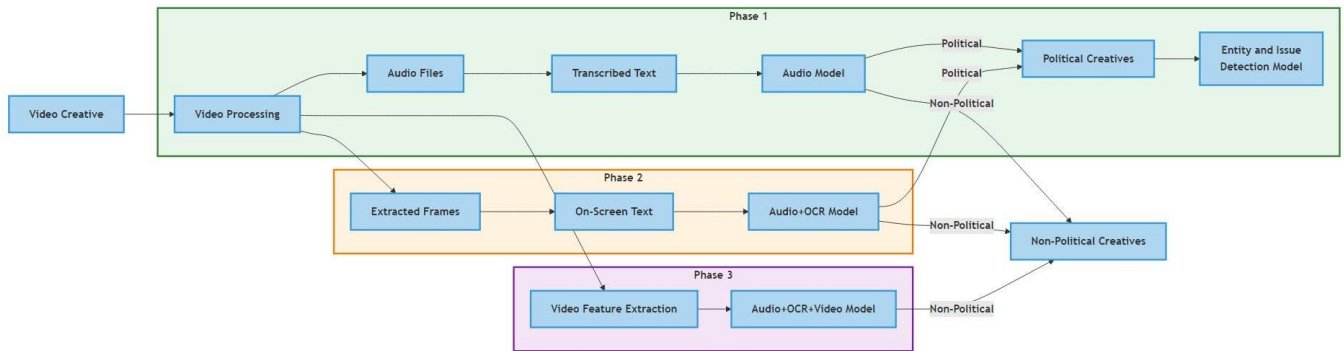 Phase 1
Video Creative
Video Processing
Audio Files
Transcribed Text
Audio Model
Political
Political
Non-Political
Political Creatives
Entity and Issue
Detection Model
Phase 2
Extracted Frames
On-Screen Text
Audio+OCR Model
Non-Political
Non-Political Creatives
Phase 3
Video Feature Extraction
Audio+OCR+Video Model
Non-Political